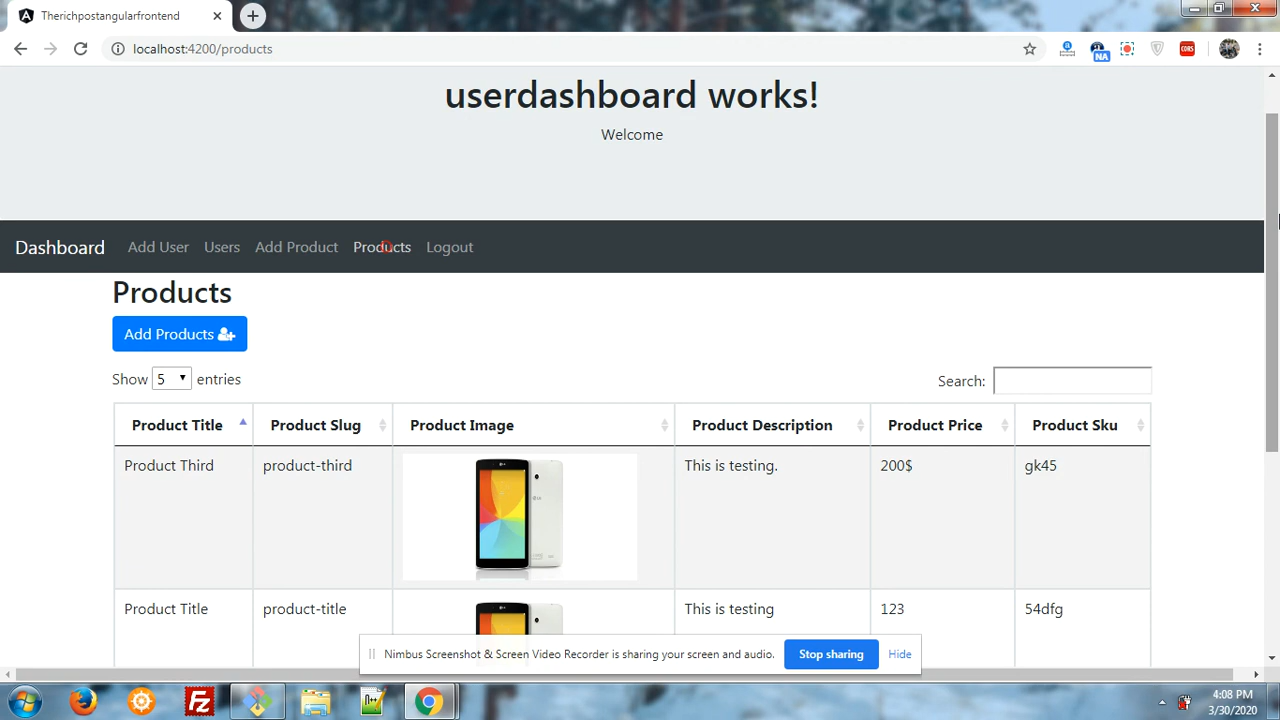 Therichpostangularfrontend
localhost:4200/products
NA
CORS
userdashboard works!
Welcome
Dashboard Add User Users Add Product Products Logout
Products
Add Products
Show 5 entries
Search:
Product Title Product Slug Product Image Product Description Product Price Product Sku
Product Third product-third This is testing. 200$ gk45
Product Title product-title This is testing 123 54dfg
Nimbus Screenshot & Screen Video Recorder is sharing your screen and audio. Stop sharing Hide
4:08 PM
3/30/2020